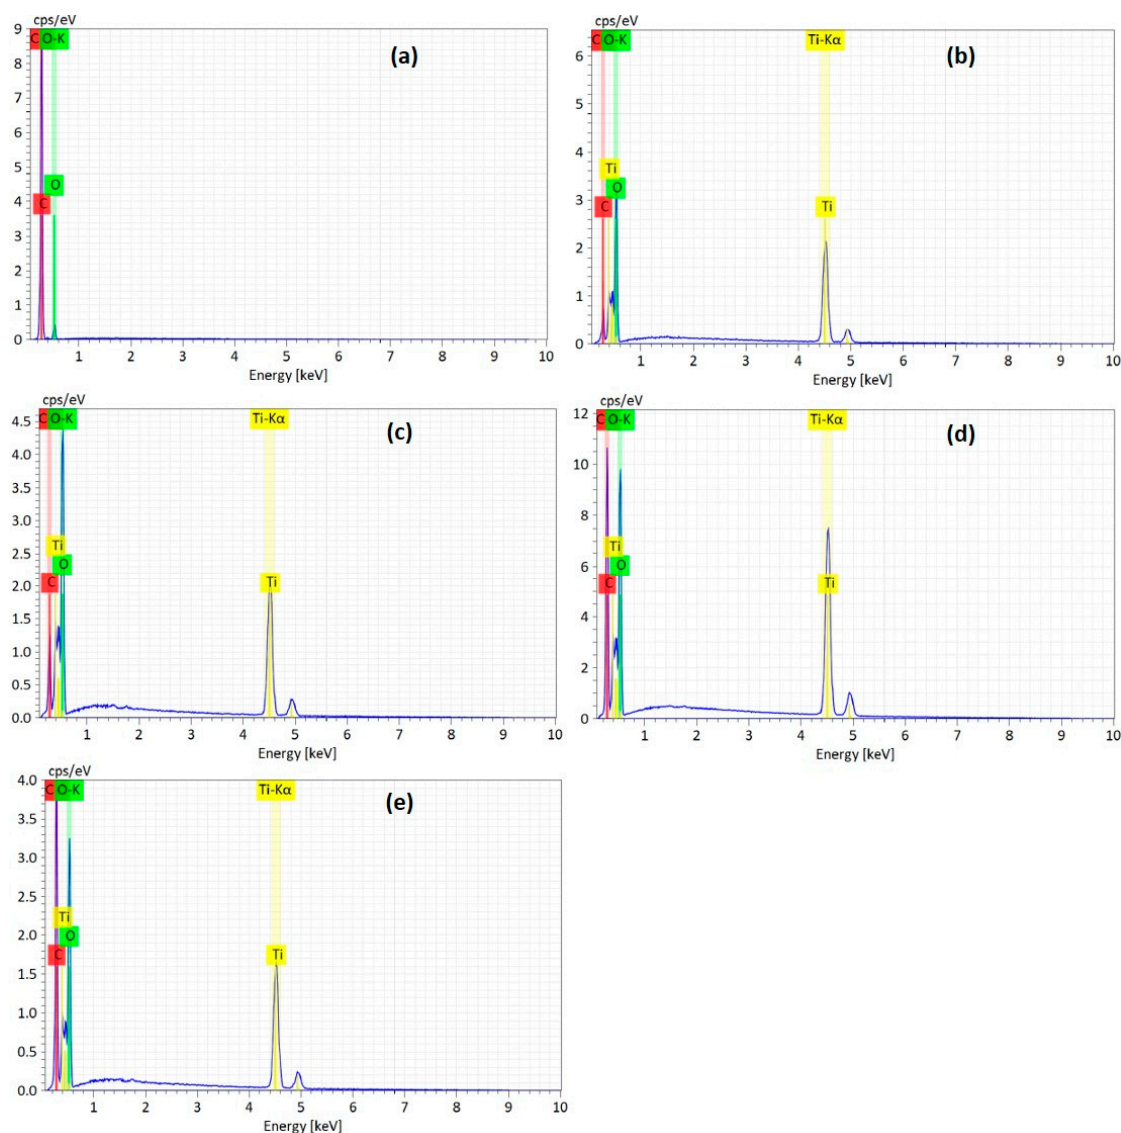 cps/eV
9
C O-K
(a)
8
7
6
5
O
4
C
3
2
1
0
1 2 3 4 5 6 7 8 9 10
Energy [keV]
cps/eV
C O-K
Ti-Kα
(b)
6
5
4
Ti
O
3
C
Ti
2
1
0
1 2 3 4 5 6 7 8 9 10
Energy [keV]
cps/eV
4.5
C O-K
Ti-Kα
(c)
4.0
3.5
3.0
Ti
2.5
O
C
Ti
2.0
1.5
1.0
0.5
0.0
1 2 3 4 5 6 7 8 9 10
Energy [keV]
cps/eV
12
C O-K
Ti-Kα
(d)
10
8
Ti
6
O
C
Ti
4
2
0
1 2 3 4 5 6 7 8 9 10
Energy [keV]
cps/eV
4.0
C O-K
Ti-Kα
(e)
3.5
3.0
2.5
Ti
2.0
O
C
Ti
1.5
1.0
0.5
0.0
1 2 3 4 5 6 7 8 9 10
Energy [keV]